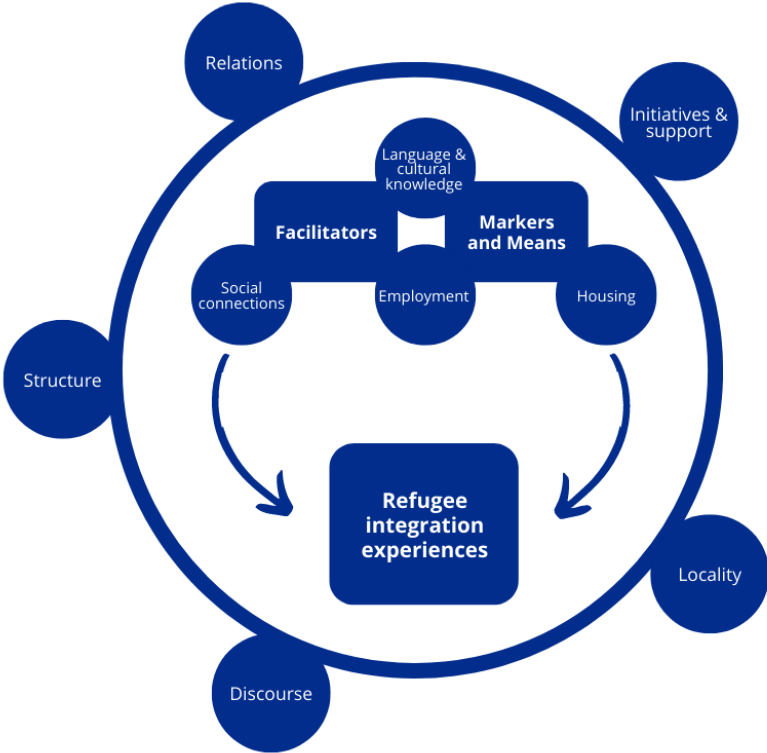 Relations
Initiatives &
support
Language &
cultural
knowledge
Facilitators
Markers
and Means
Social
connections
Employment
Housing
Structure
Refugee
integration
experiences
Locality
Discourse